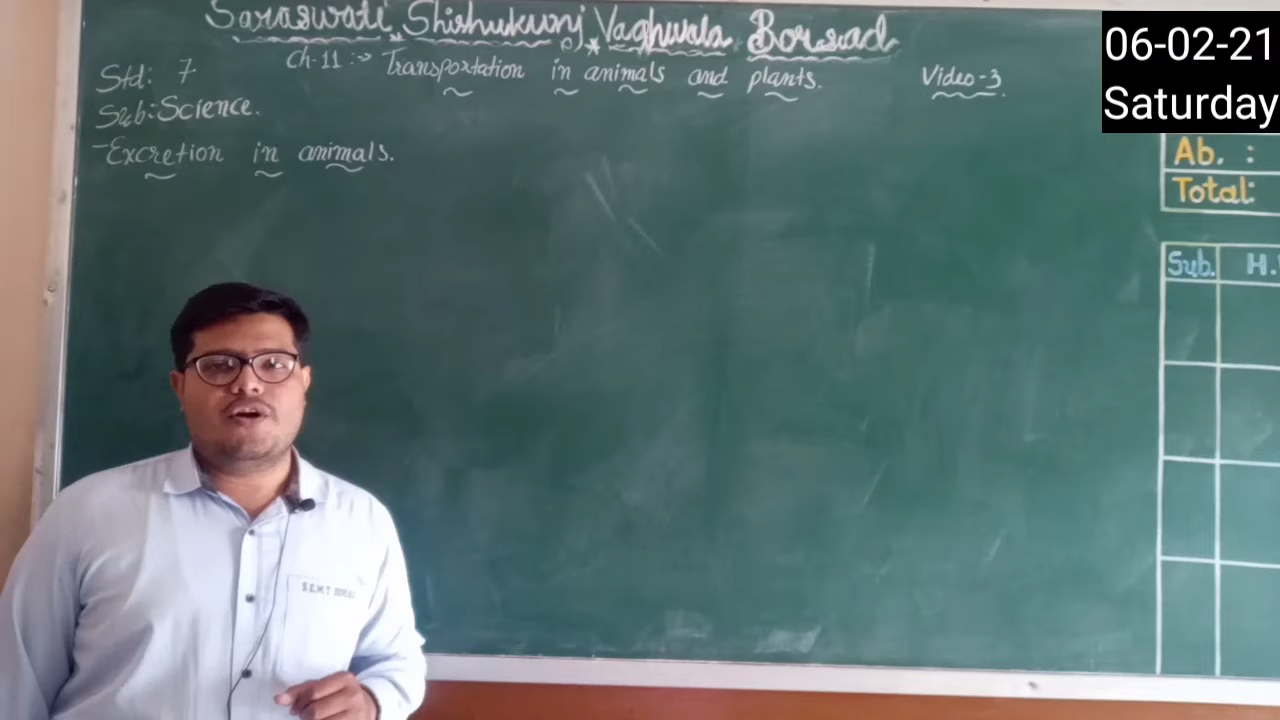 Saraswati Shishukunj Vaghwala Borsad
Ch-11 :-> Transportation in animals and plants.
Std: 7
Video-3
Sub:-Science.
-Excretion in animals.
06-02-21
Saturday
Ab. :
Total:
Sub. H.
S.E.M.T